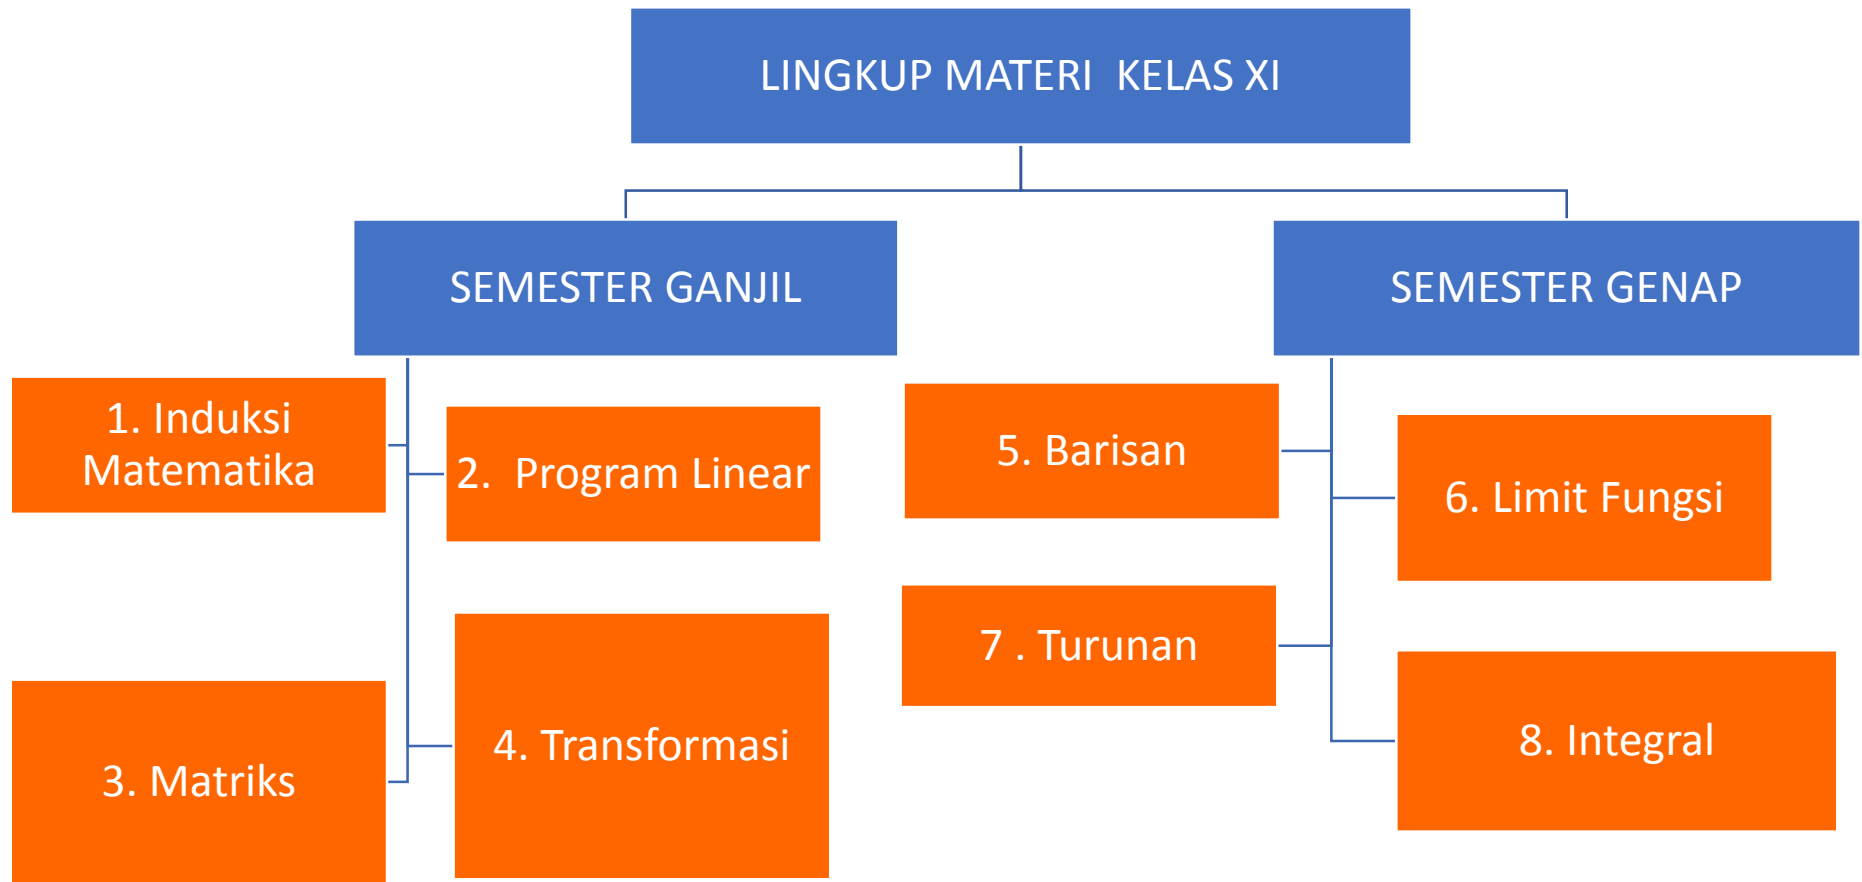 LINGKUP MATERI  KELAS XI
SEMESTER GANJIL
SEMESTER GENAP
1. Induksi
Matematika
2.  Program Linear
3. Matriks
4. Transformasi
5. Barisan
6. Limit Fungsi
7 . Turunan
8. Integral